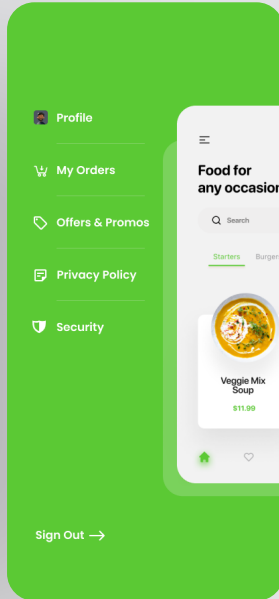 Profile
My Orders
Offers & Promos
Privacy Policy
Security
Sign Out
Food for
any occasion
Search
Starters
Burger
Veggie Mix
Soup
$11.99